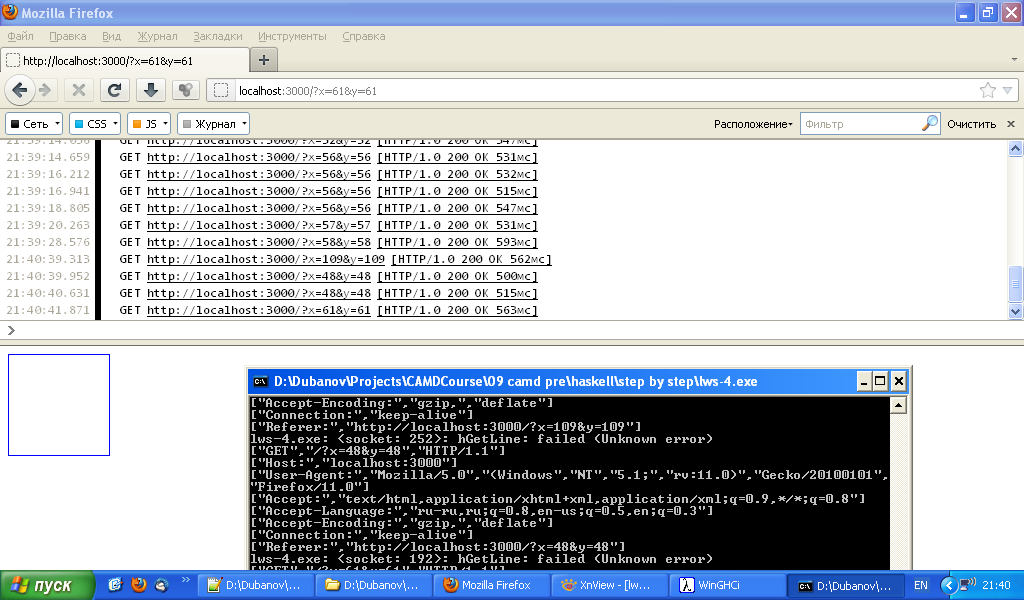 Mozilla Firefox
Файл Правка Вид Журнал Закладки Инструменты Справка
http://localhost:3000/?x=61&y=61
localhost:3000/?x=61&y=61
Сеть CSS JS Журнал Расположение Фильтр Очистить
21:39:14.656 GET http://localhost:3000/?x=52&y=52 [HTTP/1.0 200 OK 547мс]
21:39:14.659 GET http://localhost:3000/?x=56&y=56 [HTTP/1.0 200 OK 531мс]
21:39:16.212 GET http://localhost:3000/?x=56&y=56 [HTTP/1.0 200 OK 532мс]
21:39:16.941 GET http://localhost:3000/?x=56&y=56 [HTTP/1.0 200 OK 515мс]
21:39:18.805 GET http://localhost:3000/?x=56&y=56 [HTTP/1.0 200 OK 547мс]
21:39:20.263 GET http://localhost:3000/?x=57&y=57 [HTTP/1.0 200 OK 531мс]
21:39:28.576 GET http://localhost:3000/?x=58&y=58 [HTTP/1.0 200 OK 593мс]
21:40:39.313 GET http://localhost:3000/?x=109&y=109 [HTTP/1.0 200 OK 562мс]
21:40:39.952 GET http://localhost:3000/?x=48&y=48 [HTTP/1.0 200 OK 500мс]
21:40:40.631 GET http://localhost:3000/?x=48&y=48 [HTTP/1.0 200 OK 515мс]
21:40:41.871 GET http://localhost:3000/?x=61&y=61 [HTTP/1.0 200 OK 563мс]
D:\Dubanov\Projects\CAMDCourse\09 camd pre\haskell\step by step\lws-4.exe
["Accept-Encoding:","gzip,","deflate"]
["Connection:","keep-alive"]
["Referer:","http://localhost:3000/?x=109&y=109"]
lws-4.exe: <socket: 252>: hGetLine: failed (Unknown error)
["GET","/?x=48&y=48","HTTP/1.1"]
["Host:","localhost:3000"]
["User-Agent:","Mozilla/5.0","(Windows","NT","5.1;","rv:11.0)","Gecko/20100101",
"Firefox/11.0"]
["Accept:","text/html,application/xhtml+xml,application/xml;q=0.9,*/*;q=0.8"]
["Accept-Language:","ru-ru,ru;q=0.8,en-us;q=0.5,en;q=0.3"]
["Accept-Encoding:","gzip,","deflate"]
["Connection:","keep-alive"]
["Referer:","http://localhost:3000/?x=48&y=48"]
lws-4.exe: <socket: 192>: hGetLine: failed (Unknown error)
["GET","/?x=61&y=61","HTTP/1.1"]
пуск D:\Dubanov\... D:\Dubanov\... Mozilla Firefox XnView - [lw... WinGHCi D:\Dubanov\... EN 21:40